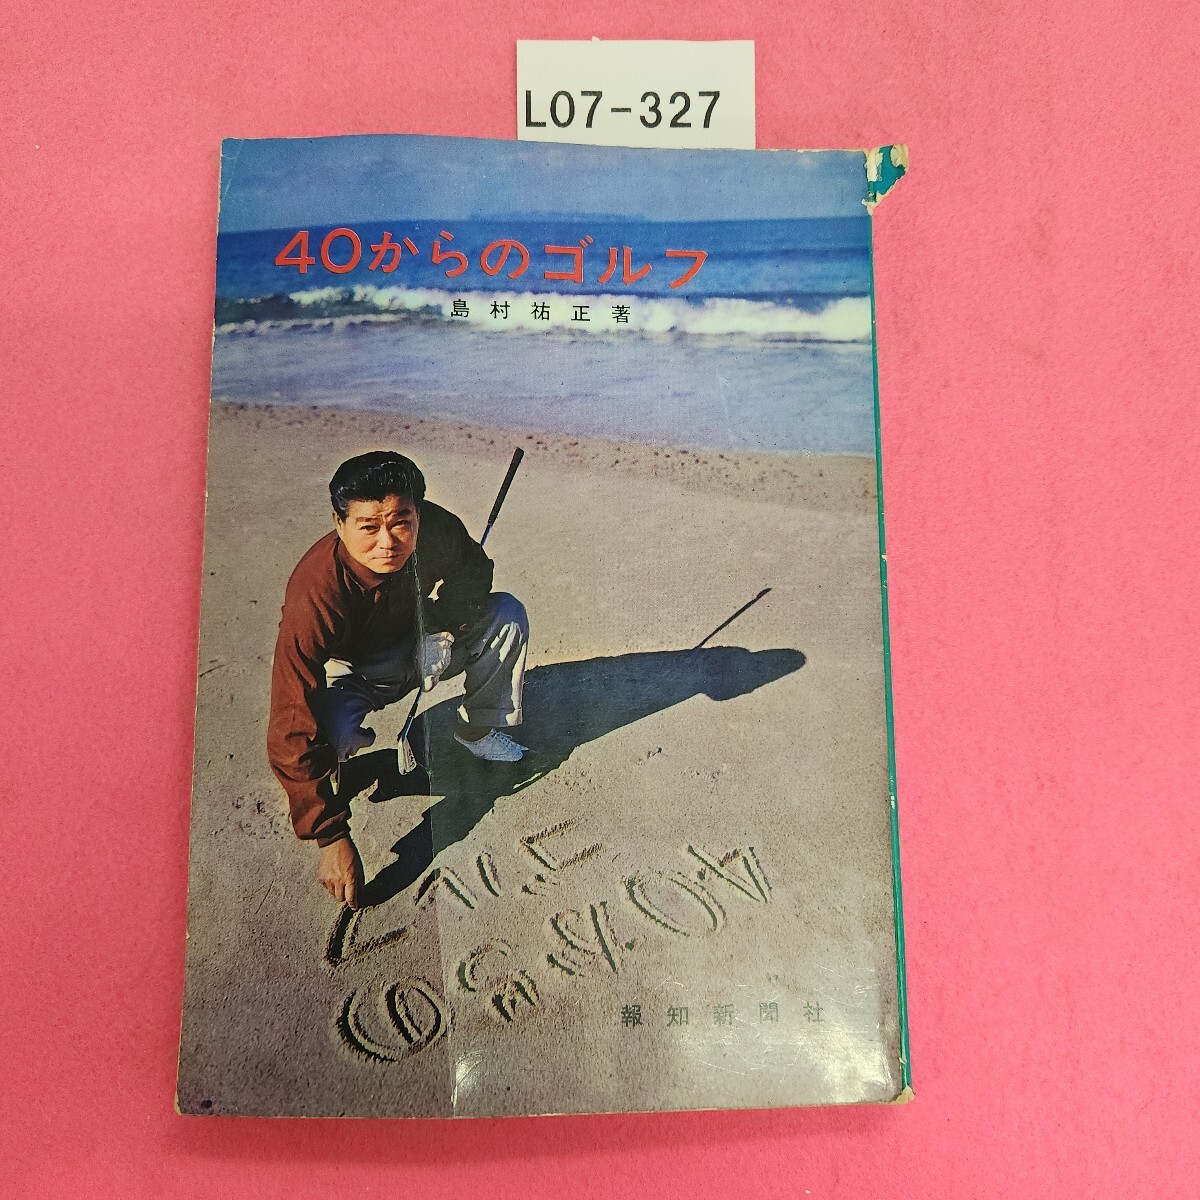 L07-327
40からのゴルフ
島村祐正著
40からの
ゴルフ
報知新聞社